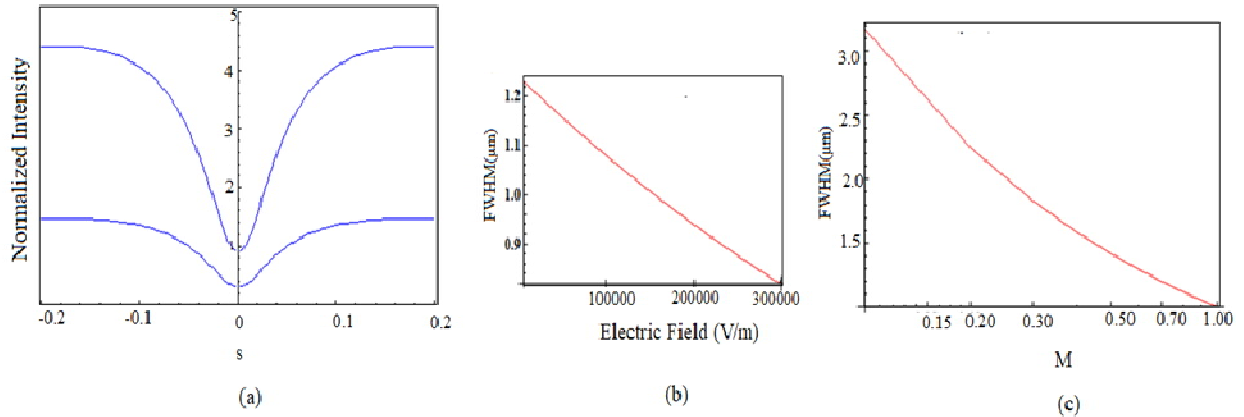 Normalized Intensity
5
4
3
2
1
-0.2 -0.1 0 0.1 0.2
s
(a)
FWHM(μm)
1.2
1.1
1.0
0.9
100000 200000 300000
Electric Field (V/m)
(b)
FWHM(μm)
3.0
2.5
2.0
1.5
0.15 0.20 0.30 0.50 0.70 1.00
M
(c)